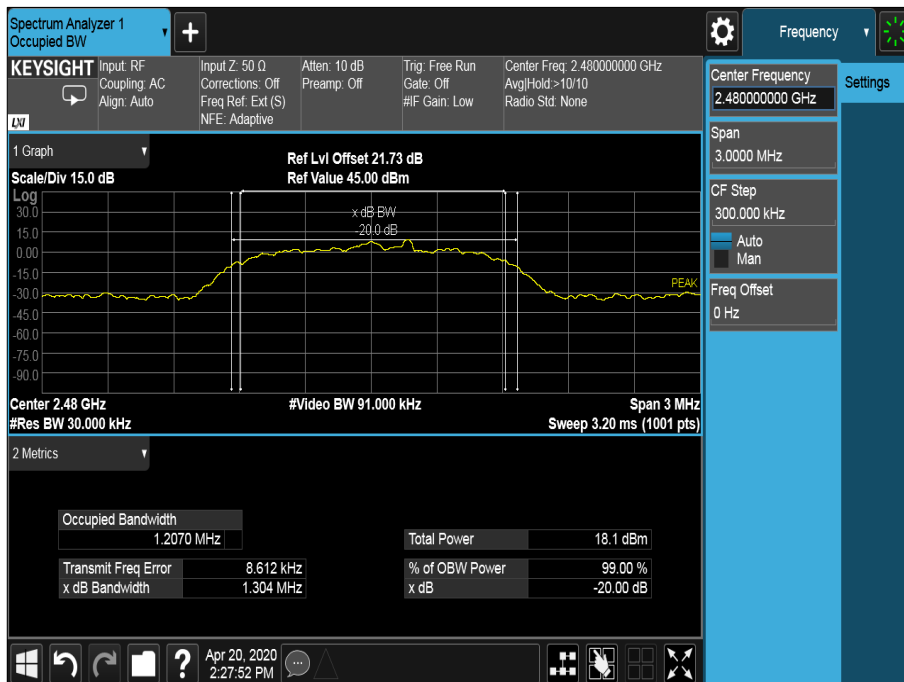 Spectrum Analyzer 1
Occupied BW
+
Frequency
KEYSIGHT
LXI
Input: RF
Coupling: AC
Align: Auto
Input Z: 50 Ω
Corrections: Off
Freq Ref: Ext (S)
NFE: Adaptive
Atten: 10 dB
Preamp: Off
Trig: Free Run
Gate: Off
#IF Gain: Low
Center Freq: 2.480000000 GHz
Avg|Hold:>10/10
Radio Std: None
Center Frequency
2.480000000 GHz
Settings
Span
3.0000 MHz
CF Step
300.000 kHz
Auto
Man
Freq Offset
0 Hz
1 Graph
Scale/Div 15.0 dB
Ref Lvl Offset 21.73 dB
Ref Value 45.00 dBm
Log
30.0
15.0
0.00
-15.0
-30.0
-45.0
-60.0
-75.0
-90.0
x dB BW
-20.0 dB
PEAK
Center 2.48 GHz
#Video BW 91.000 kHz
Span 3 MHz
#Res BW 30.000 kHz
Sweep 3.20 ms (1001 pts)
2 Metrics
Occupied Bandwidth
1.2070 MHz
Total Power 18.1 dBm
Transmit Freq Error 8.612 kHz
% of OBW Power 99.00 %
x dB Bandwidth 1.304 MHz
x dB -20.00 dB
?
Apr 20, 2020
2:27:52 PM